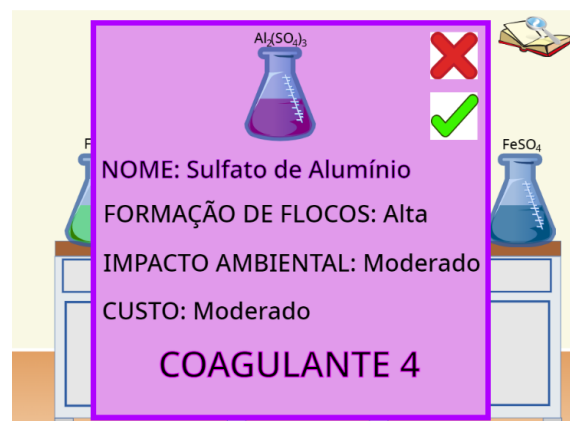 Al₂(SO₄)₃
F
FeSO₄
NOME: Sulfato de Alumínio
FORMAÇÃO DE FLOCOS: Alta
IMPACTO AMBIENTAL: Moderado
CUSTO: Moderado
COAGULANTE 4